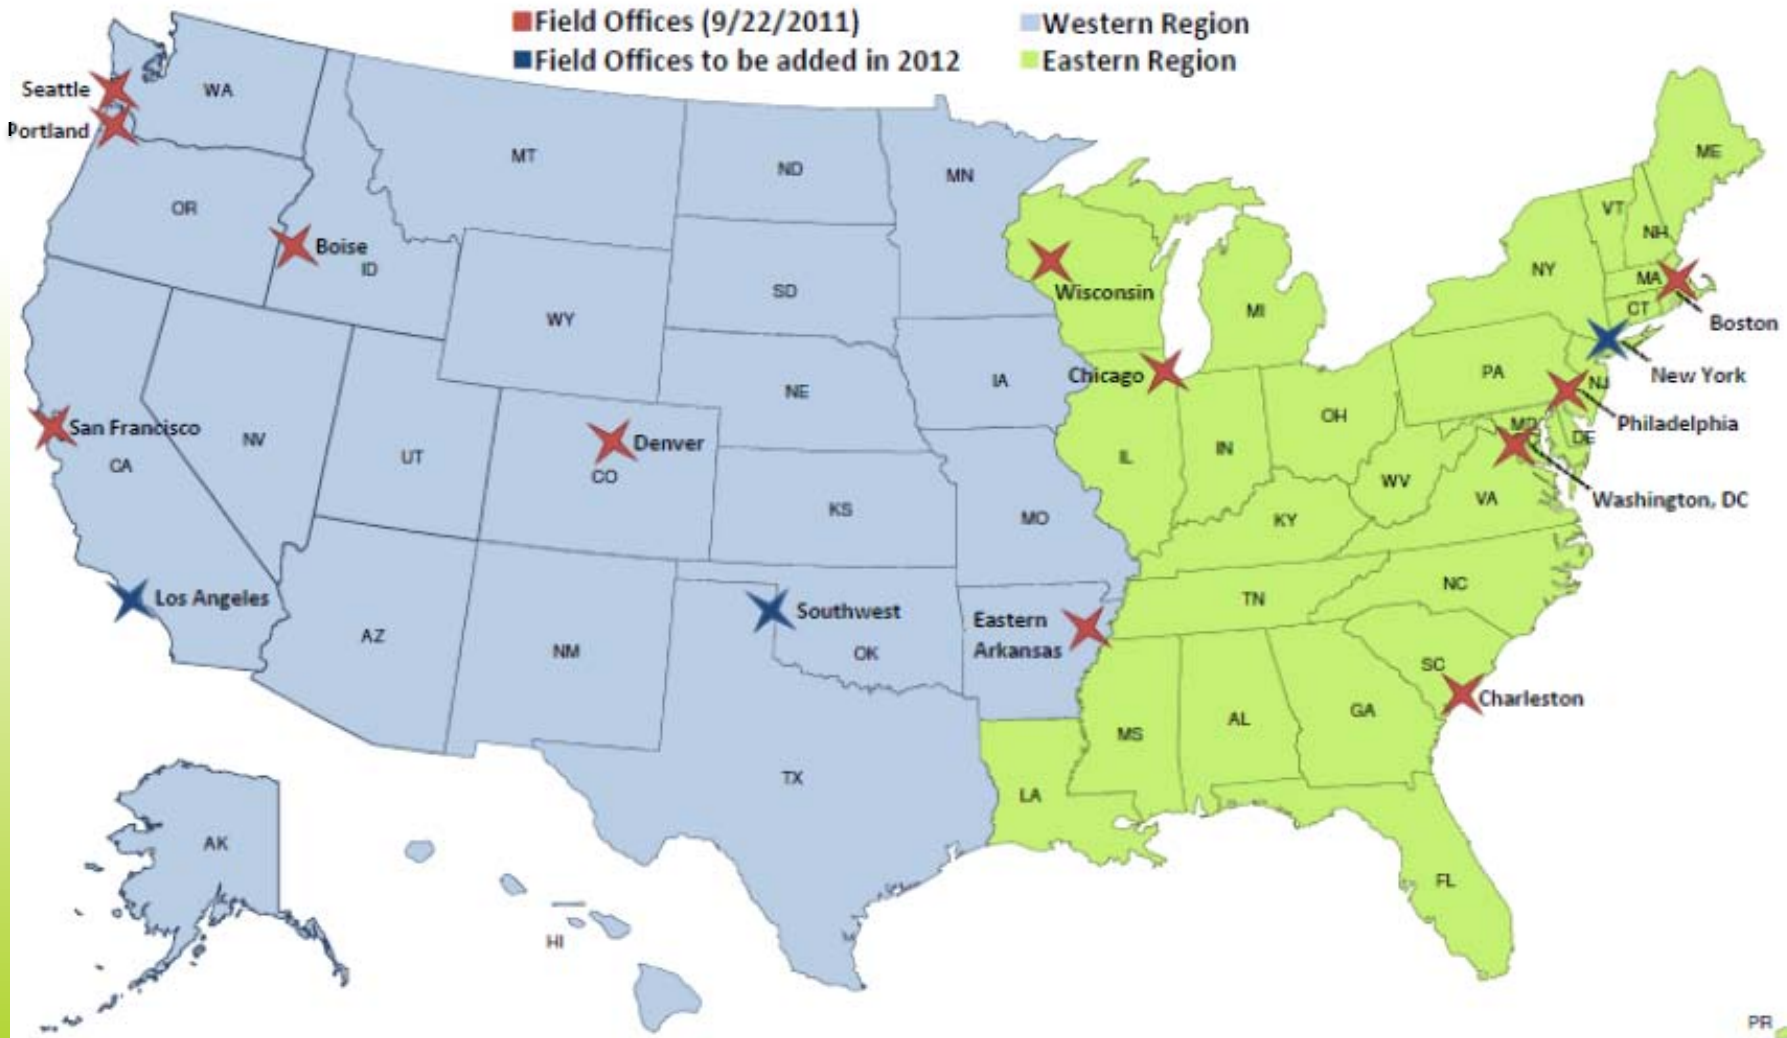 Field Offices (9/22/2011)
Western Region
Field Offices to be added in 2012
Eastern Region
Seattle
WA
Portland
MT
ND
MN
ME
OR
VT
Boise
ID
NH
NY
MA
SD
Wisconsin
WY
MI
CT
Boston
Chicago
IA
PA
New York
NE
NJ
OH
San Francisco
NV
Denver
MD
Philadelphia
DE
CA
UT
CO
IL
IN
WV
VA
Washington, DC
KS
MO
KY
Los Angeles
Southwest
Eastern
Arkansas
TN
NC
AZ
NM
OK
SC
Charleston
MS
AL
GA
TX
LA
AK
FL
HI
PR